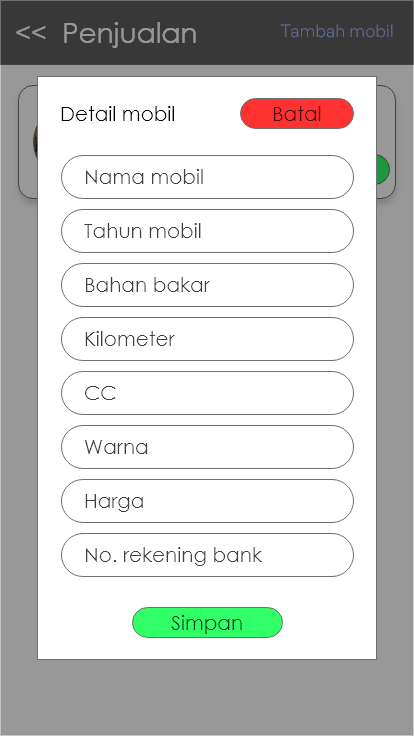 << Penjualan
Tambah mobil
Detail mobil
Batal
Nama mobil
Tahun mobil
Bahan bakar
Kilometer
CC
Warna
Harga
No. rekening bank
Simpan